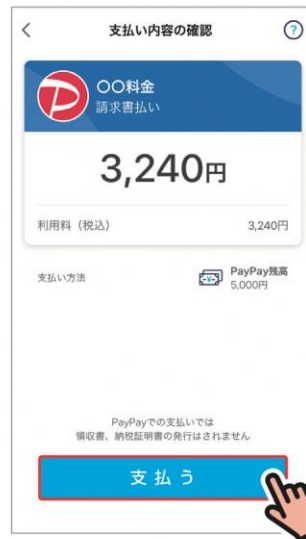 支払い内容の確認
?
〇〇料金
請求書払い
3,240円
利用料（税込） 3,240円
支払い方法
PayPay残高
5,000円
PayPayでの支払いでは
領収書、納税証明書の発行はされません
支払う